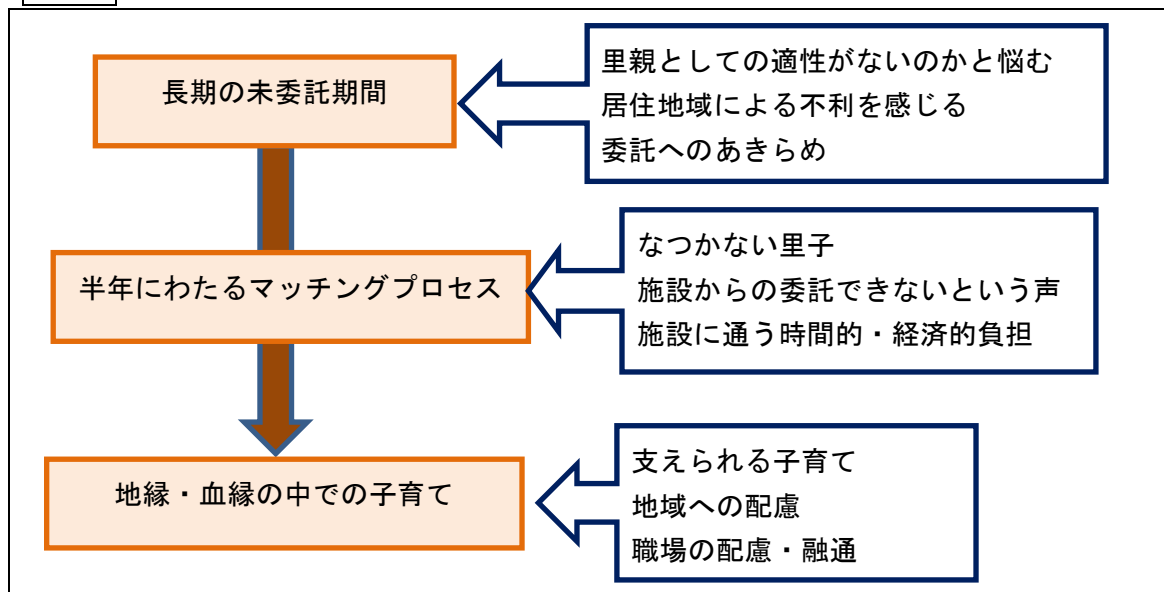 長期の未委託期間
里親としての適性がないのかと悩む
居住地域による不利を感じる
委託へのあきらめ
半年にわたるマッチングプロセス
なつかない里子
施設からの委託できないという声
施設に通う時間的・経済的負担
地縁・血縁の中での子育て
支えられる子育て
地域への配慮
職場の配慮・融通